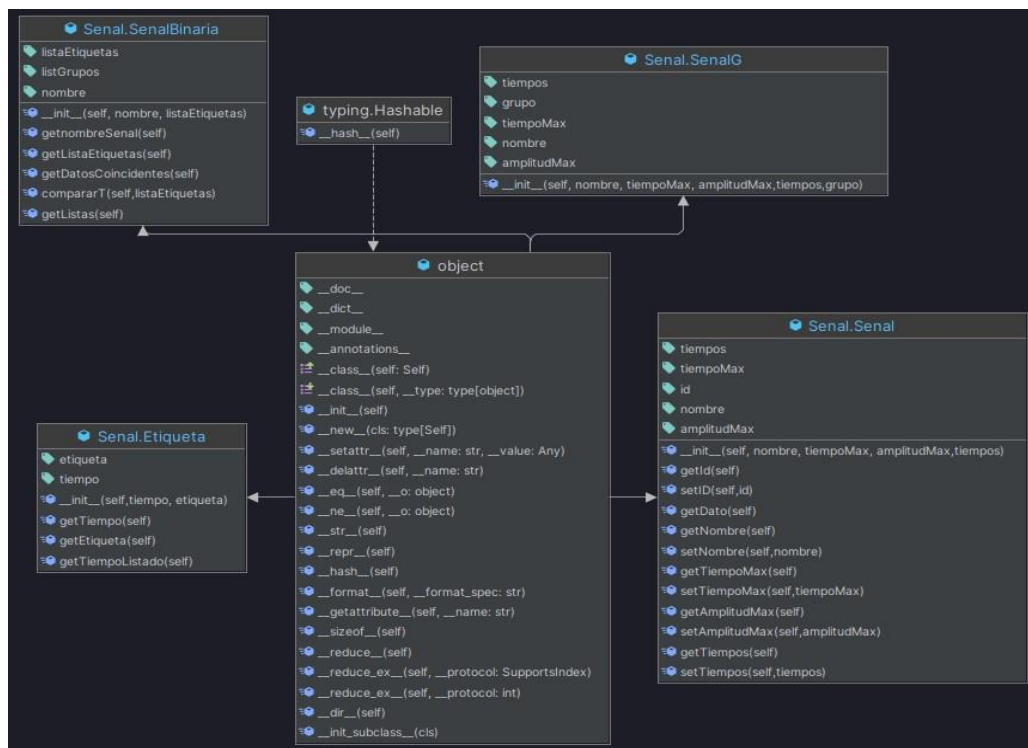 Senal.SenalBinaria
listaEtiquetas
listGrupos
nombre
__init__(self, nombre, listaEtiquetas)
getnombreSenal(self)
getListaEtiquetas(self)
getDatosCoincidentes(self)
compararT(self,listaEtiquetas)
getListas(self)
typing.Hashable
__hash__(self)
Senal.SenalG
tiempos
grupo
tiempoMax
nombre
amplitudMax
__init__(self, nombre, tiempoMax, amplitudMax,tiempos,grupo)
object
__doc__
__dict__
__module__
__annotations__
__class__(self: Self)
__class__(self, __type: type[object])
__init__(self)
__new__(cls: type[Self])
__setattr__(self, __name: str, __value: Any)
__delattr__(self, __name: str)
__eq__(self, __o: object)
__ne__(self, __o: object)
__str__(self)
__repr__(self)
__hash__(self)
__format__(self, __format_spec: str)
__getattribute__(self, __name: str)
__sizeof__(self)
__reduce__(self)
__reduce_ex__(self, __protocol: SupportsIndex)
__reduce_ex__(self, __protocol: int)
__dir__(self)
__init_subclass__(cls)
Senal.Etiqueta
etiqueta
tiempo
__init__(self,tiempo, etiqueta)
getTiempo(self)
getEtiqueta(self)
getTiempoListado(self)
Senal.Senal
tiempos
tiempoMax
id
nombre
amplitudMax
__init__(self, nombre, tiempoMax, amplitudMax,tiempos)
getId(self)
setID(self,id)
getDato(self)
getNombre(self)
setNombre(self,nombre)
getTiempoMax(self)
setTiempoMax(self,tiempoMax)
getAmplitudMax(self)
setAmplitudMax(self,amplitudMax)
getTiempos(self)
setTiempos(self,tiempos)